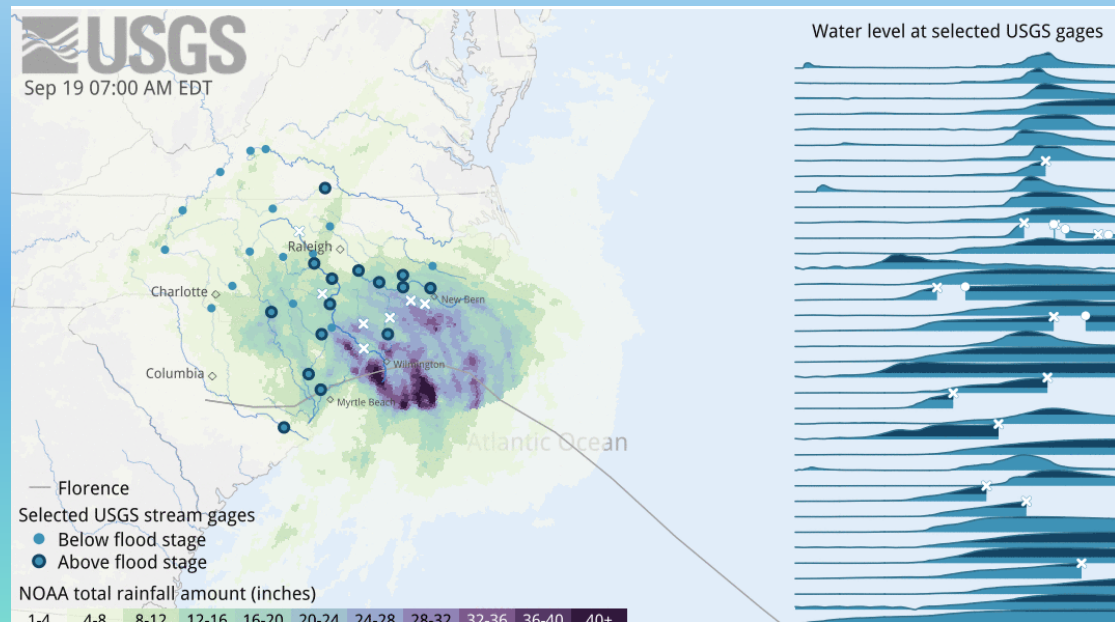 USGS
Sep 19 07:00 AM EDT
Water level at selected USGS gages
Raleigh
Charlotte
New Bern
Columbia
Wilmington
Myrtle Beach
Atlantic Ocean
Florence
Selected USGS stream gages
Below flood stage
Above flood stage
NOAA total rainfall amount (inches)
1-4 4-8 8-12 12-16 16-20 20-24 24-28 28-32 32-36 36-40 40+